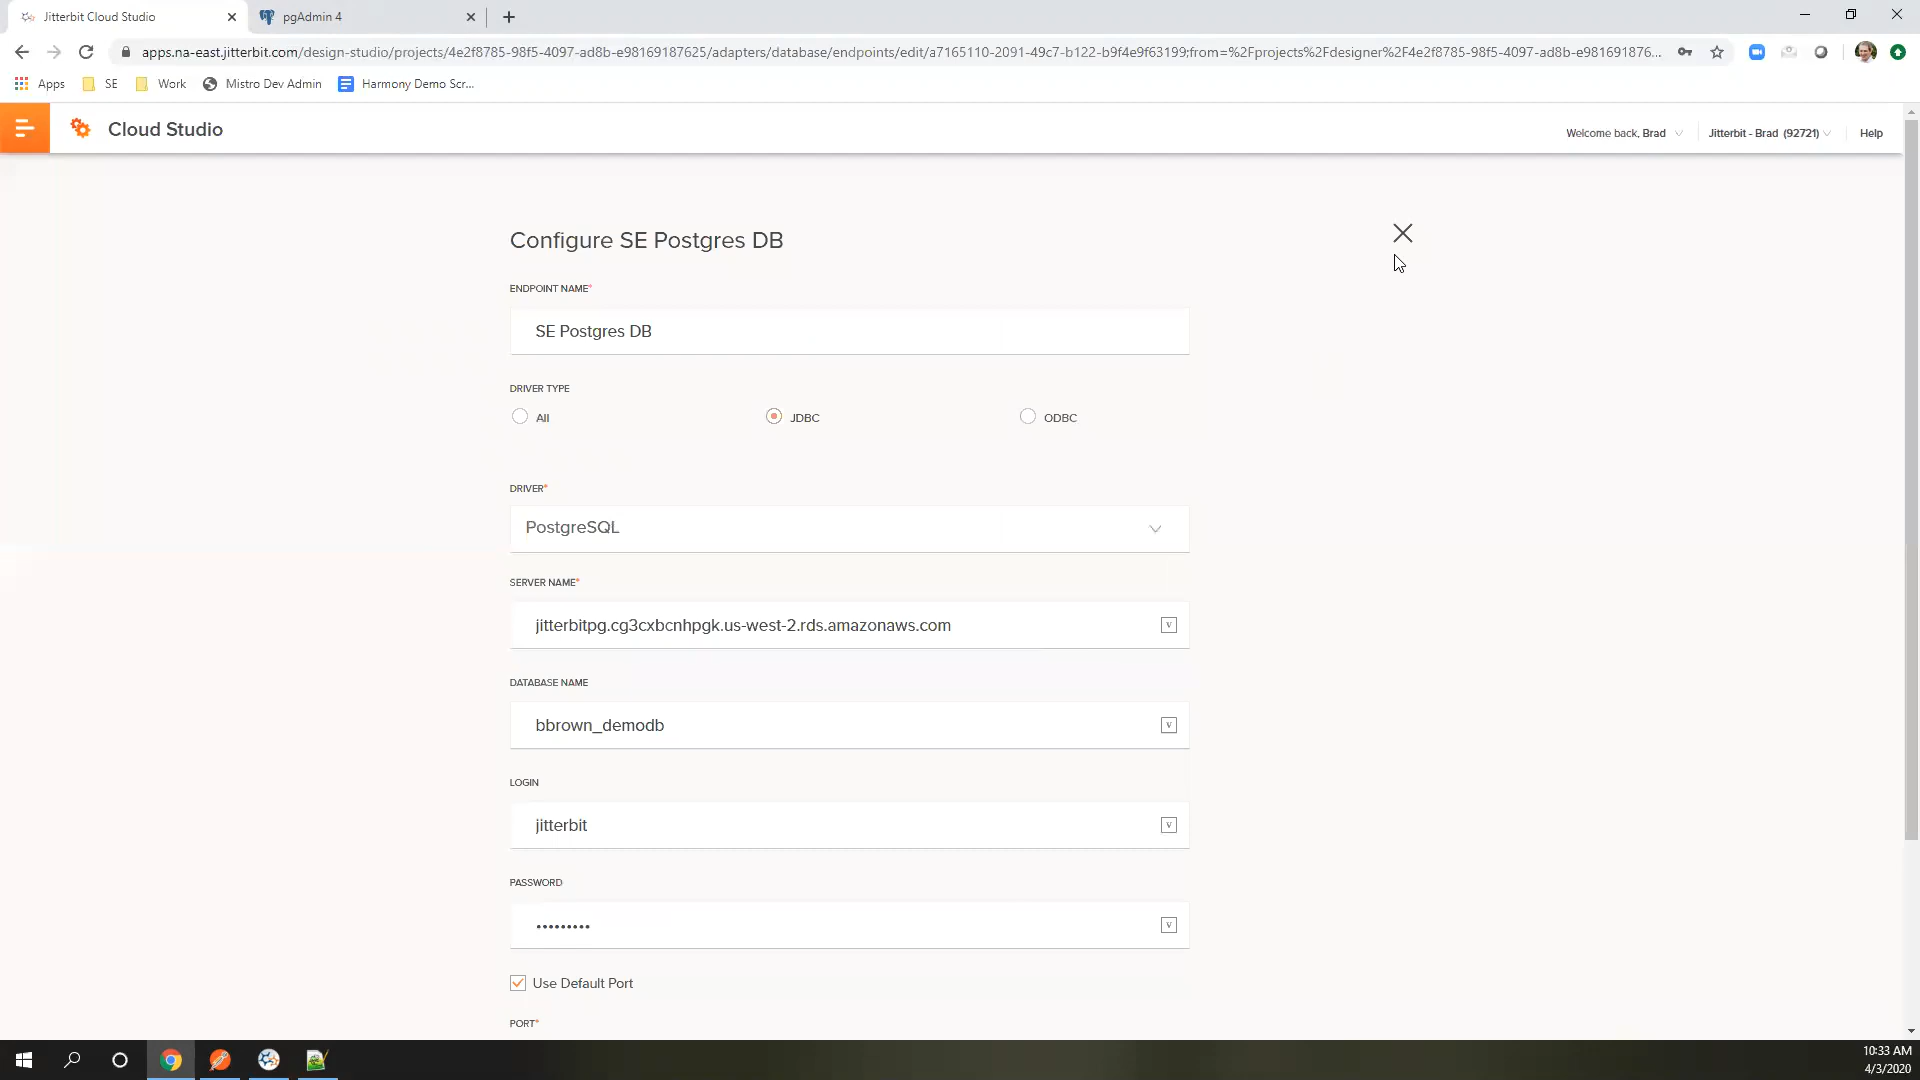 Jitterbit Cloud Studio
pgAdmin 4
apps.na-east.jitterbit.com/design-studio/projects/4e2f8785-98f5-4097-ad8b-e98169187625/adapters/database/endpoints/edit/a7165110-2091-49c7-b122-b9f4e9f63199;from=%2Fprojects%2Fdesigner%2F4e2f8785-98f5-4097-ad8b-e981691876...
Apps SE Work Mistro Dev Admin Harmony Demo Scr...
Cloud Studio
Welcome back, Brad
Jitterbit - Brad (92721)
Help
Configure SE Postgres DB
ENDPOINT NAME*
SE Postgres DB
DRIVER TYPE
All JDBC ODBC
DRIVER*
PostgreSQL
SERVER NAME*
jitterbitpg.cg3cxbcnhpgk.us-west-2.rds.amazonaws.com
V
DATABASE NAME
bbrown_demodb
V
LOGIN
jitterbit
V
PASSWORD
•••••••••
V
Use Default Port
PORT*
10:33 AM
4/3/2020